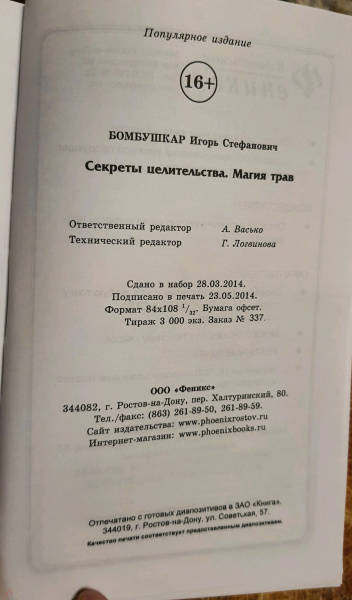 Популярное издание
16+
БОМБУШКАР Игорь Стефанович
Секреты целительства. Магия трав
Ответственный редактор А. Васько
Технический редактор Г. Логвинова
Сдано в набор 28.03.2014.
Подписано в печать 23.05.2014.
Формат 84х108 1/32. Бумага офсет.
Тираж 3 000 экз. Заказ № 337.
ООО «Феникс»
344082, г. Ростов-на-Дону, пер. Халтуринский, 80.
Тел./факс: (863) 261-89-50, 261-89-59.
Сайт издательства: www.phoenixrostov.ru
Интернет-магазин: www.phoenixbooks.ru
Отпечатано с готовых диапозитивов в ЗАО «Книга».
344019, г. Ростов-на-Дону, ул. Советская, 57.
Качество печати соответствует предоставленным диапозитивам.